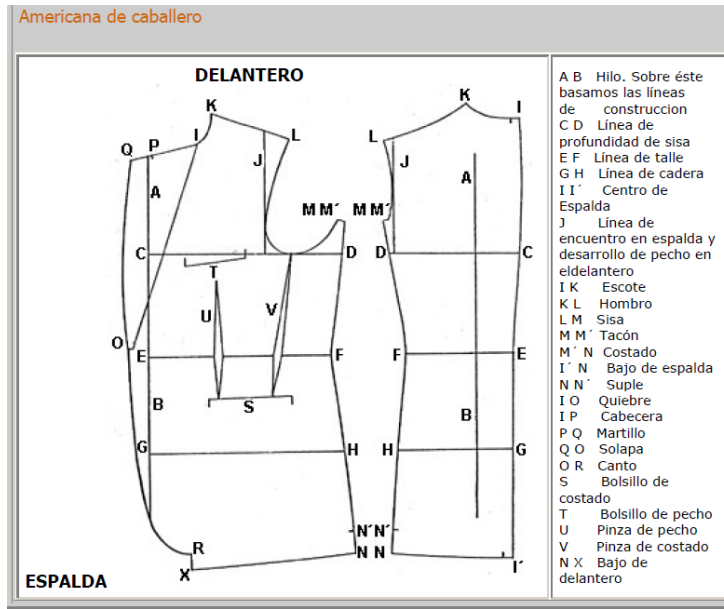 Americana de caballero
DELANTERO
K
I
L
Q
P
J
A
M M´
C
D
T
U
V
O
E
F
B
S
G
H
N´
R
N
X
ESPALDA
K
I
L
J
A
M M´
D
C
F
E
B
H
G
N´
N
I´
A B Hilo. Sobre éste
basamos las líneas
de construccion
C D Línea de
profundidad de sisa
E F Línea de talle
G H Línea de cadera
I I´ Centro de
Espalda
J Línea de
encuentro en espalda y
desarrollo de pecho en
eldelantero
I K Escote
K L Hombro
L M Sisa
M M´ Tacón
M´ N Costado
I´ N Bajo de espalda
N N´ Suple
I O Quiebre
I P Cabecera
P Q Martillo
Q O Solapa
O R Canto
S Bolsillo de
costado
T Bolsillo de pecho
U Pinza de pecho
V Pinza de costado
N X Bajo de
delantero